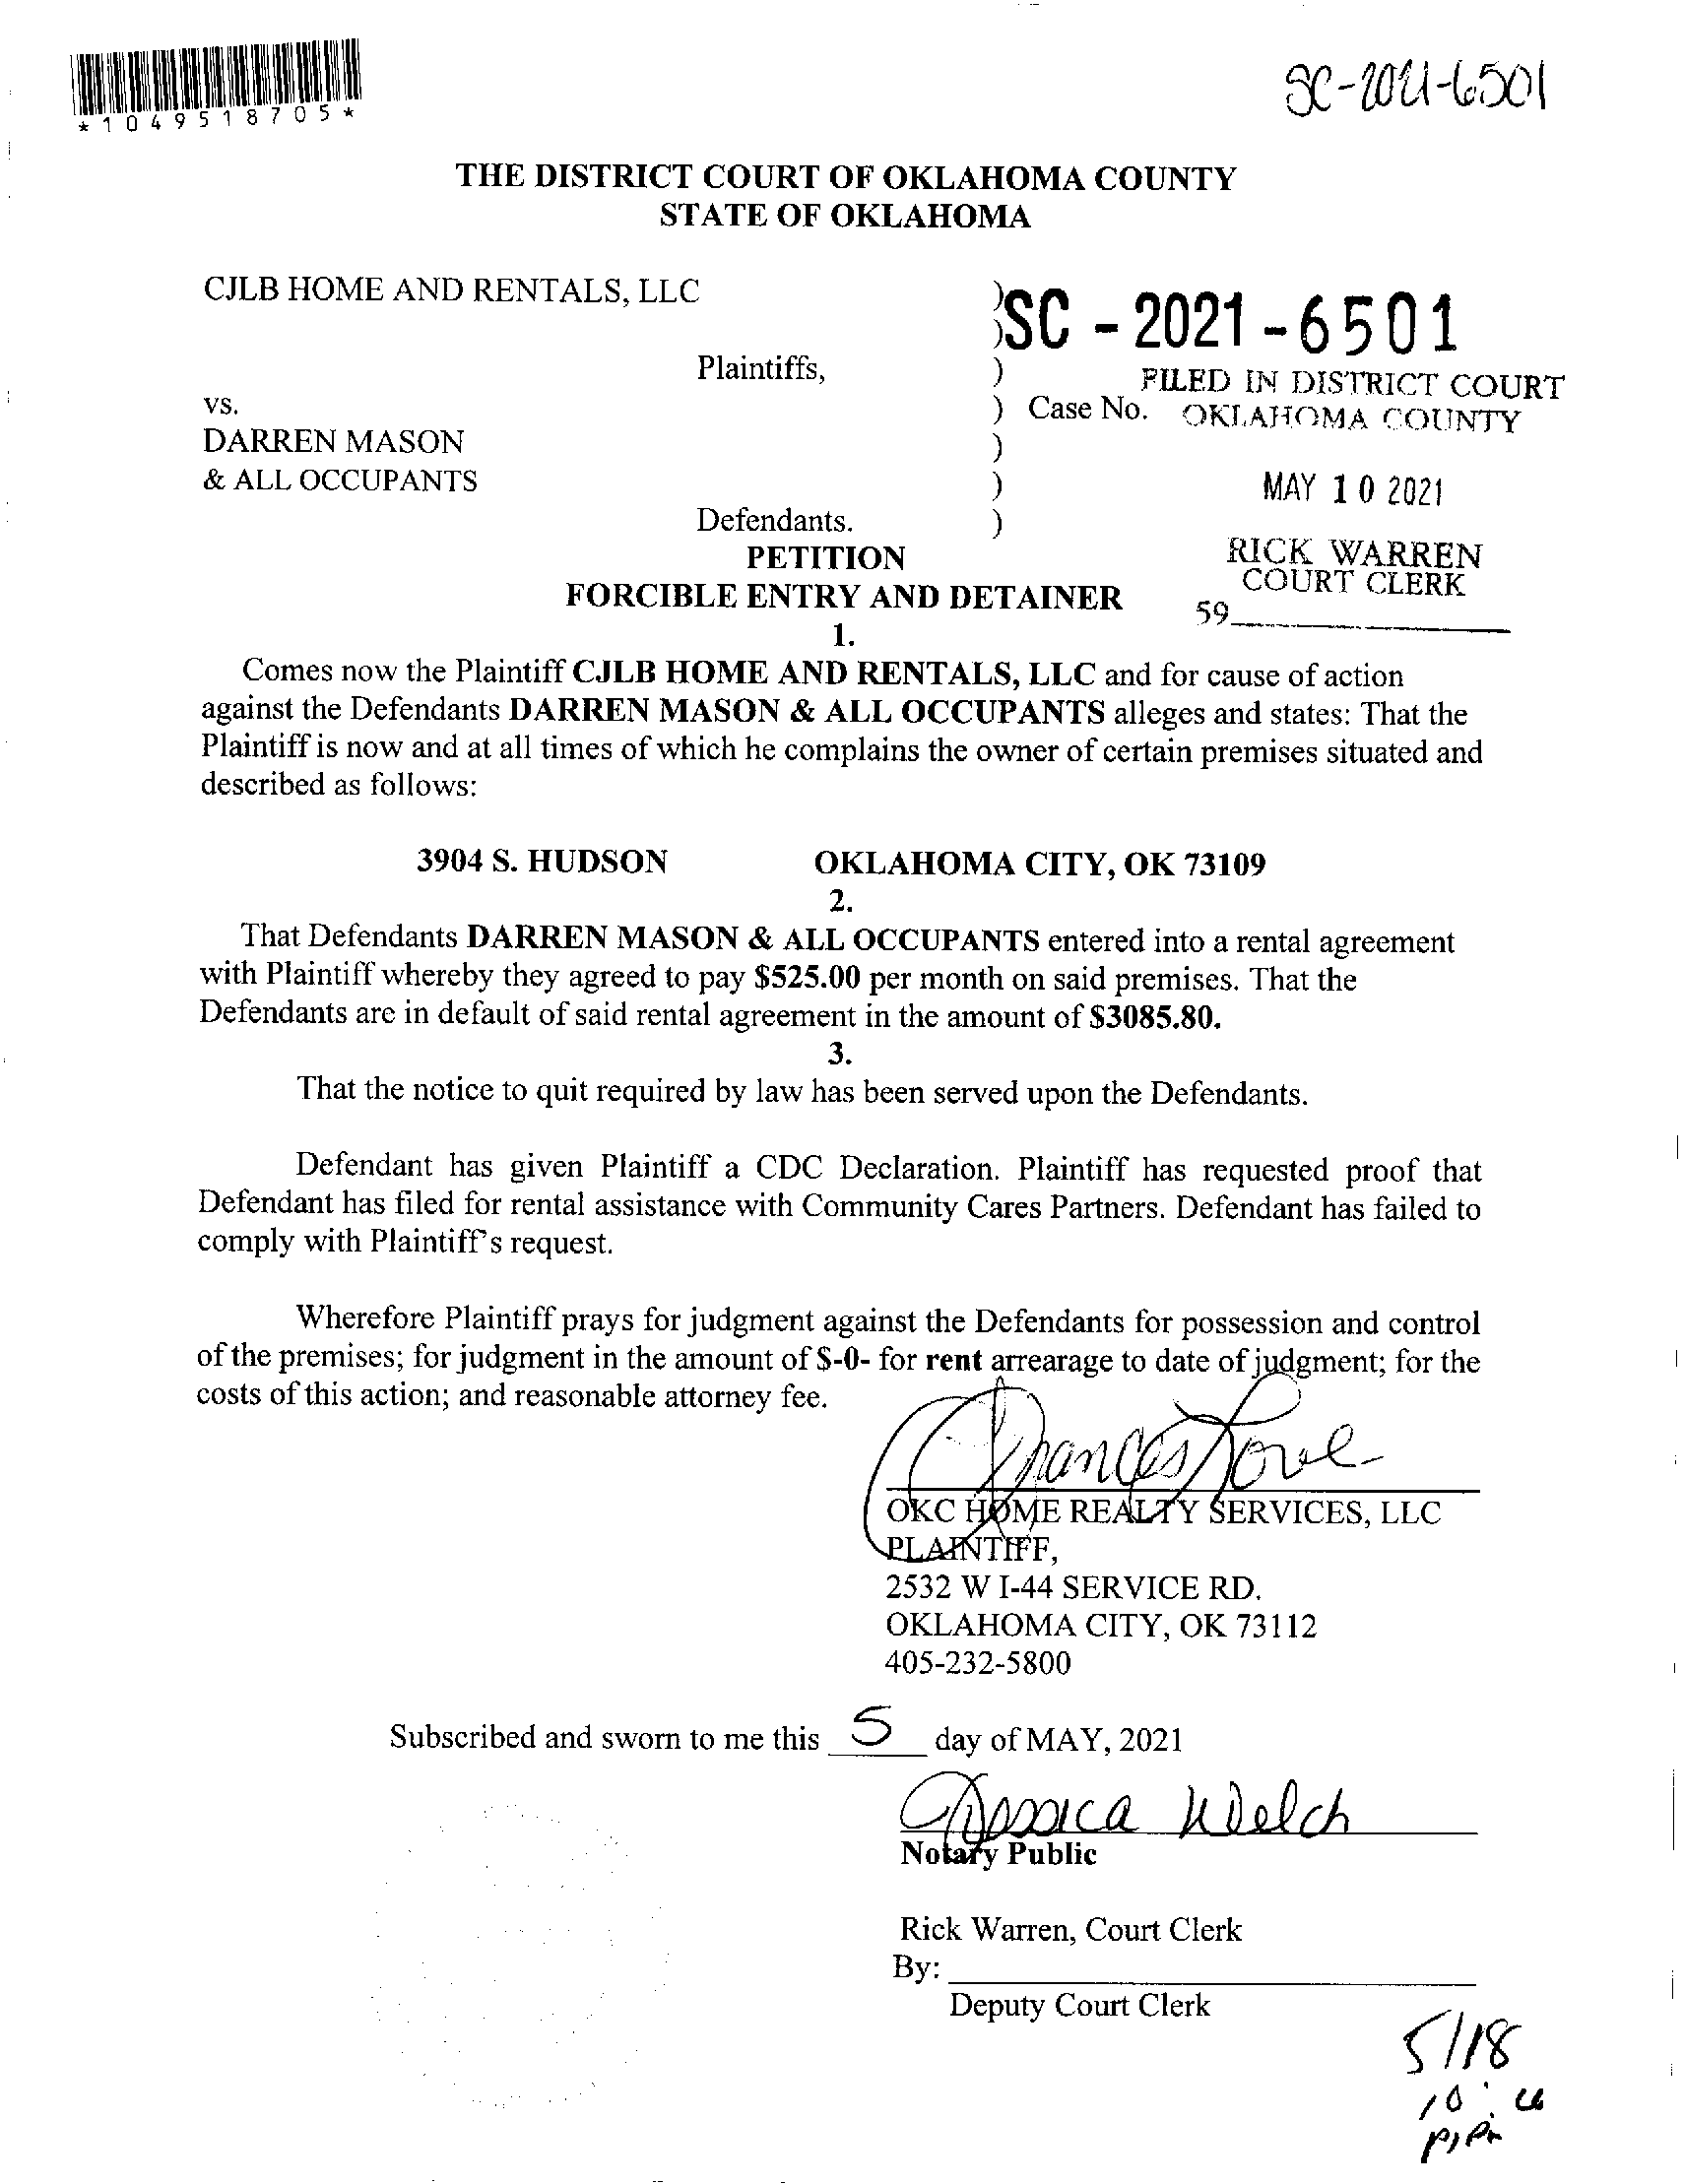 SC-2021-6501
*1049518705*
THE DISTRICT COURT OF OKLAHOMA COUNTY
STATE OF OKLAHOMA
CJLB HOME AND RENTALS, LLC )
) SC - 2021 - 6501
Plaintiffs, )
FILED IN DISTRICT COURT
vs. ) Case No. OKLAHOMA COUNTY
DARREN MASON )
& ALL OCCUPANTS ) MAY 10 2021
Defendants. )
PETITION RICK WARREN
COURT CLERK
FORCIBLE ENTRY AND DETAINER
59
1.
Comes now the Plaintiff CJLB HOME AND RENTALS, LLC and for cause of action
against the Defendants DARREN MASON & ALL OCCUPANTS alleges and states: That the
Plaintiff is now and at all times of which he complains the owner of certain premises situated and
described as follows:
3904 S. HUDSON OKLAHOMA CITY, OK 73109
2.
That Defendants DARREN MASON & ALL OCCUPANTS entered into a rental agreement
with Plaintiff whereby they agreed to pay $525.00 per month on said premises. That the
Defendants are in default of said rental agreement in the amount of $3085.80.
3.
That the notice to quit required by law has been served upon the Defendants.
Defendant has given Plaintiff a CDC Declaration. Plaintiff has requested proof that
Defendant has filed for rental assistance with Community Cares Partners. Defendant has failed to
comply with Plaintiff's request.
Wherefore Plaintiff prays for judgment against the Defendants for possession and control
of the premises; for judgment in the amount of $-0- for rent arrearage to date of judgment; for the
costs of this action; and reasonable attorney fee.
Frances Love
OKC HOME REALTY SERVICES, LLC
PLAINTIFF,
2532 W I-44 SERVICE RD.
OKLAHOMA CITY, OK 73112
405-232-5800
Subscribed and sworn to me this 5 day of MAY, 2021
Jessica Welch
Notary Public
Rick Warren, Court Clerk
By:
Deputy Court Clerk
5/18